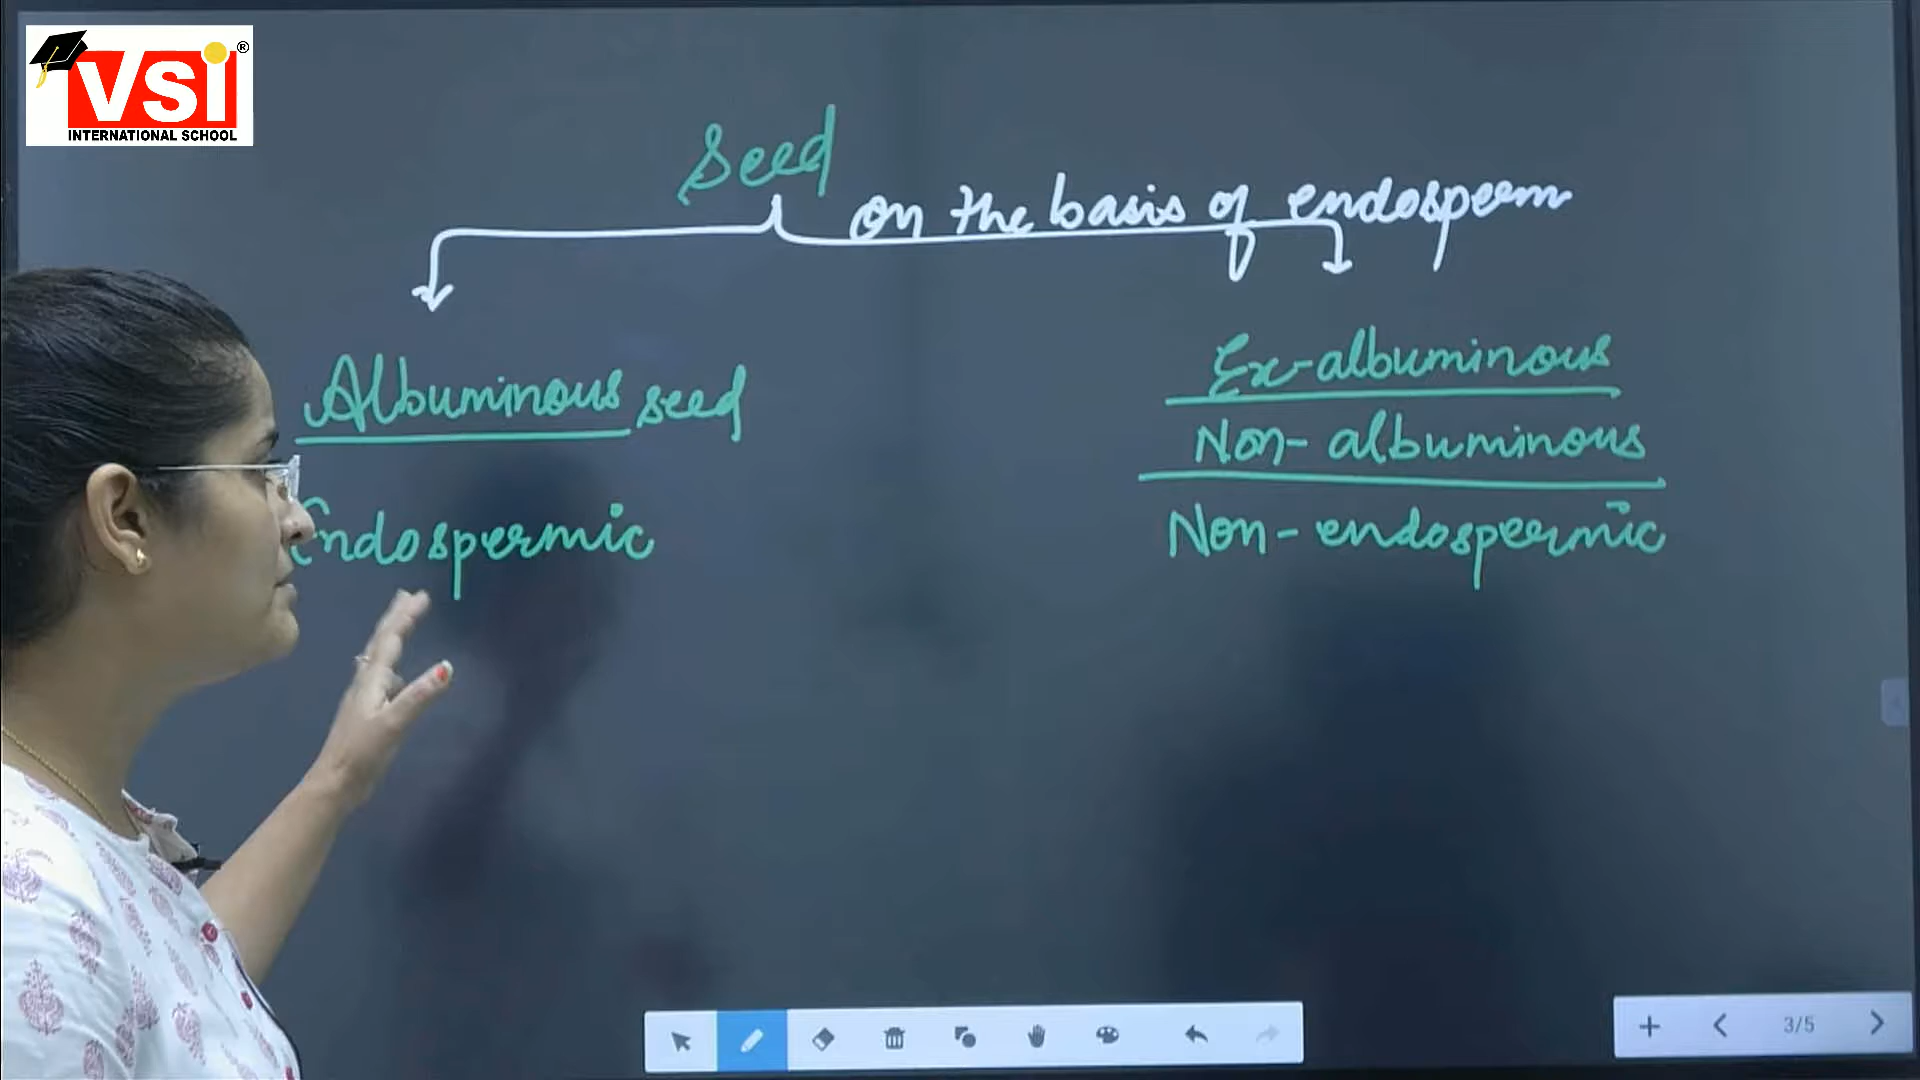 VSI®
INTERNATIONAL SCHOOL
Seed
on the basis of endosperm
Albuminous seed
Ex-albuminous
Non-albuminous
Endospermic
Non-endospermic
3/5